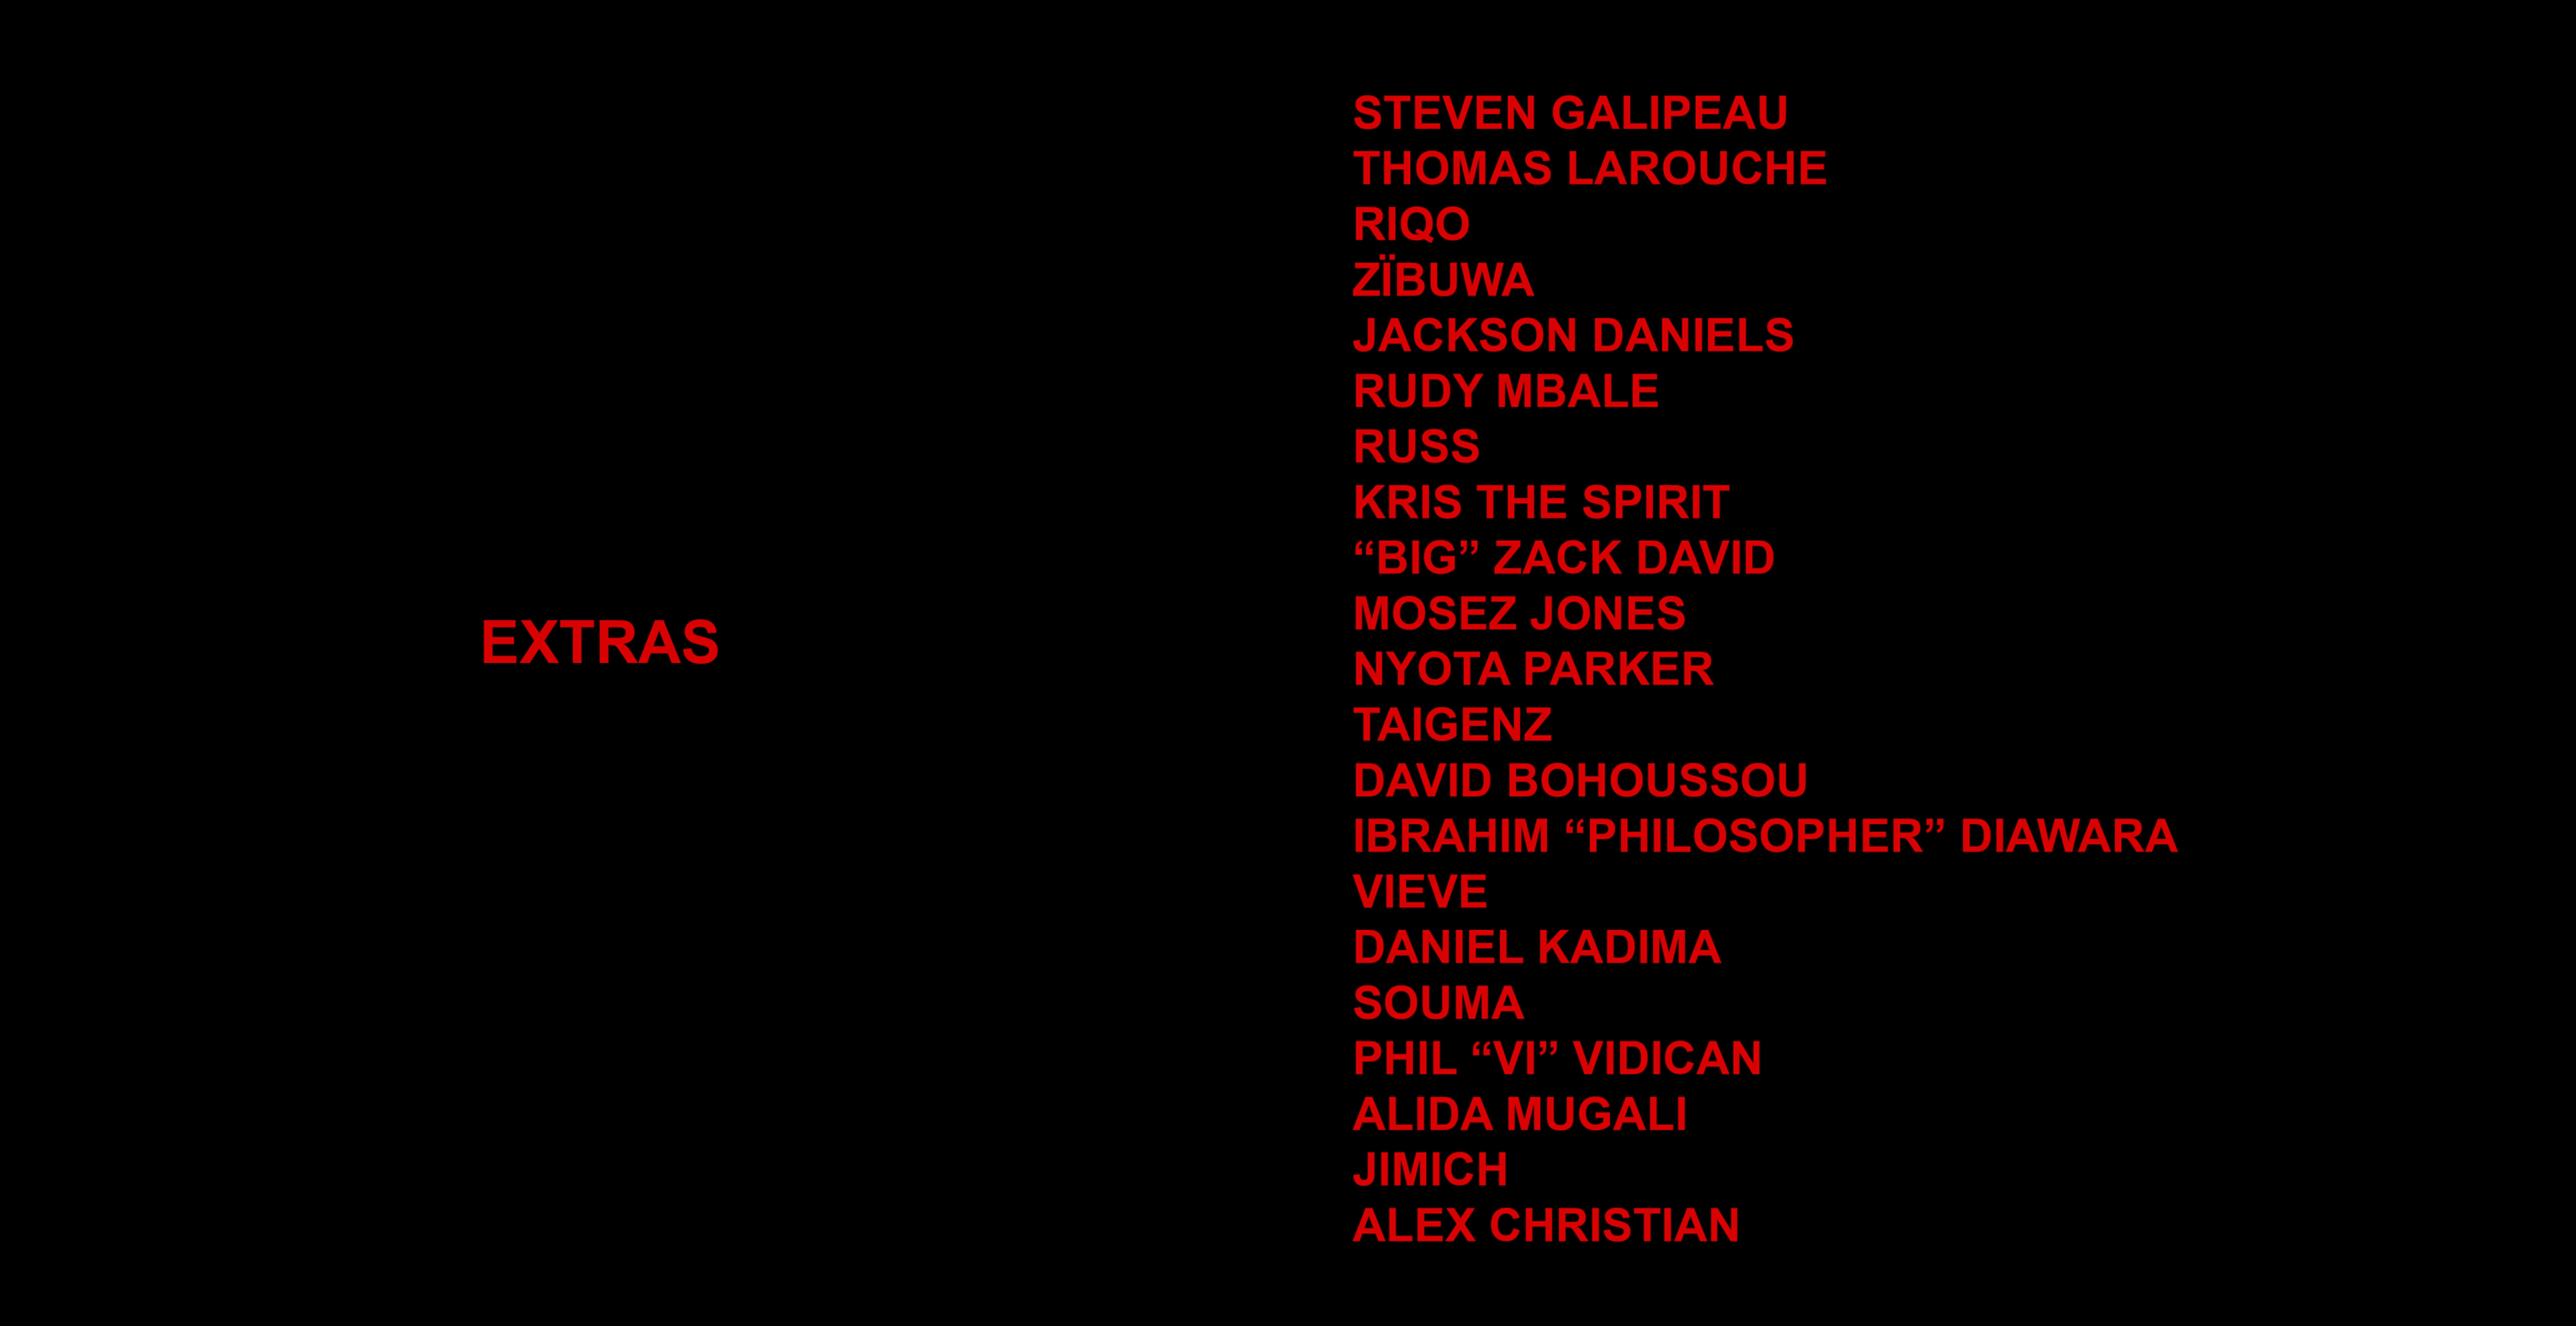 EXTRAS
STEVEN GALIPEAU
THOMAS LAROUCHE
RIQO
ZÏBUWA
JACKSON DANIELS
RUDY MBALE
RUSS
KRIS THE SPIRIT
“BIG” ZACK DAVID
MOSEZ JONES
NYOTA PARKER
TAIGENZ
DAVID BOHOUSSOU
IBRAHIM “PHILOSOPHER” DIAWARA
VIEVE
DANIEL KADIMA
SOUMA
PHIL “VI” VIDICAN
ALIDA MUGALI
JIMICH
ALEX CHRISTIAN